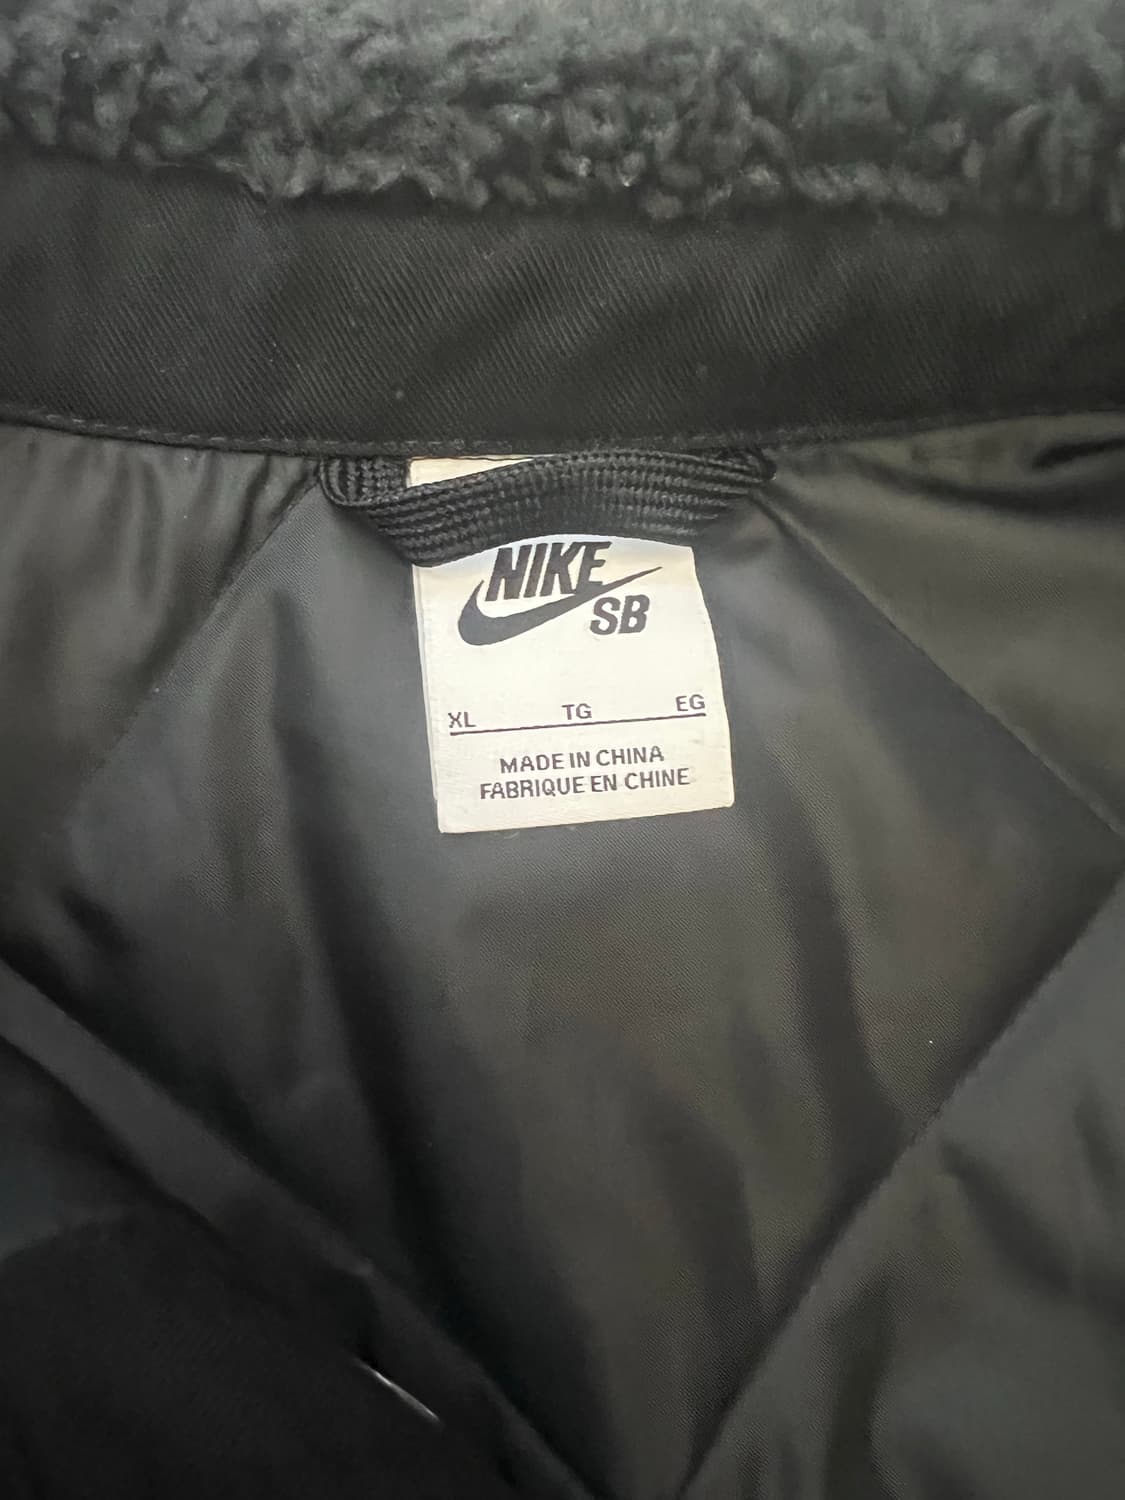 NIKE
SB
XL TG EG
MADE IN CHINA
FABRIQUE EN CHINE